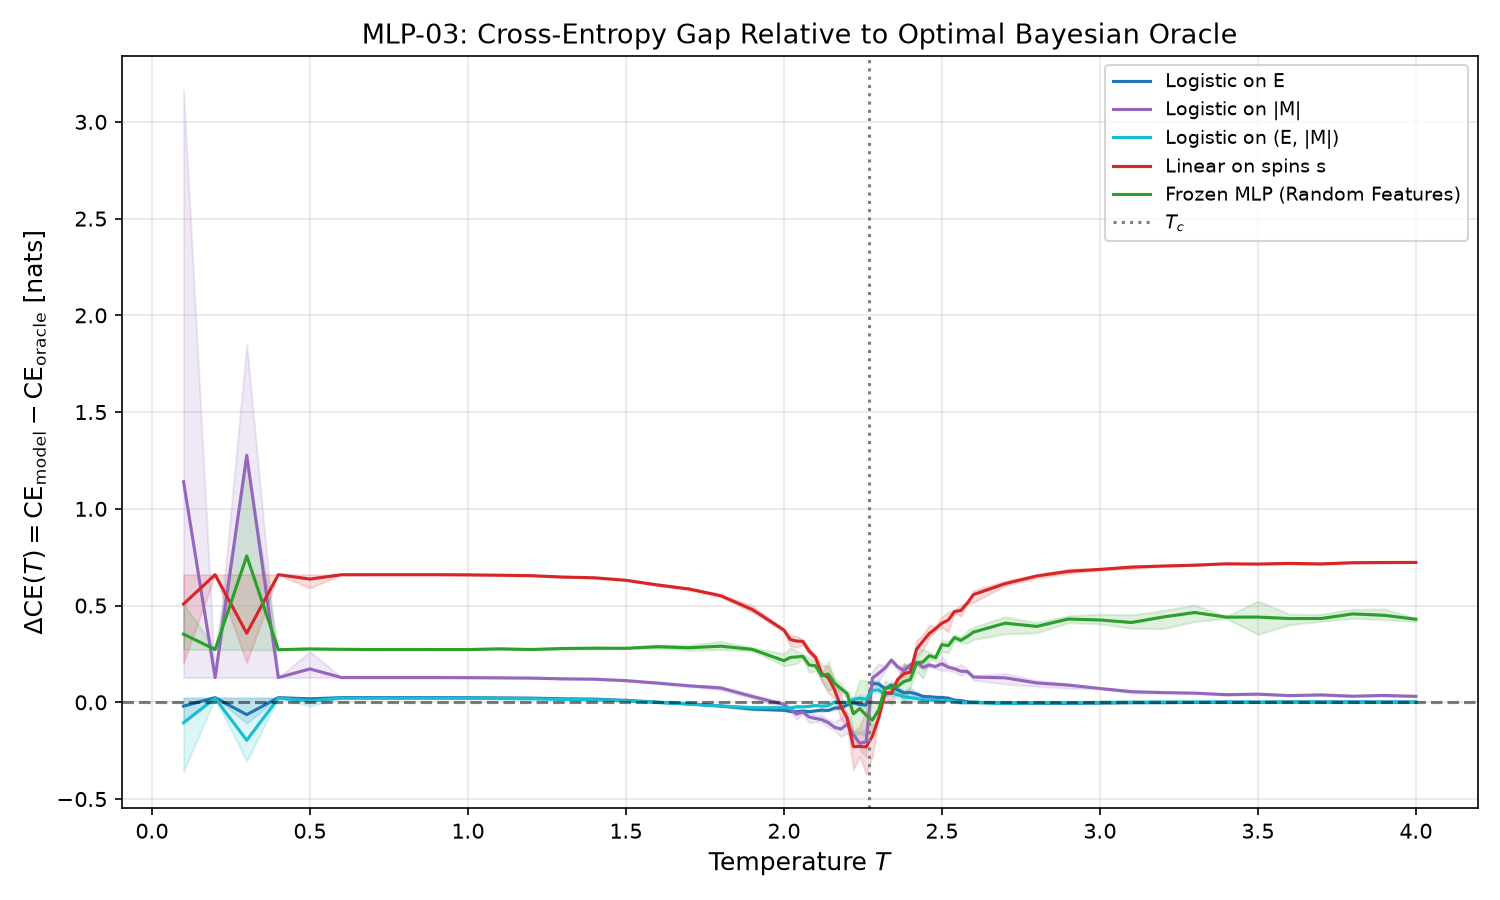 MLP-03: Cross-Entropy Gap Relative to Optimal Bayesian Oracle
Logistic on E
Logistic on |M|
Logistic on (E, |M|)
Linear on spins s
Frozen MLP (Random Features)
T_c
3.0
2.5
2.0
1.5
1.0
0.5
0.0
−0.5
ΔCE(T) = CE_model − CE_oracle [nats]
0.0 0.5 1.0 1.5 2.0 2.5 3.0 3.5 4.0
Temperature T